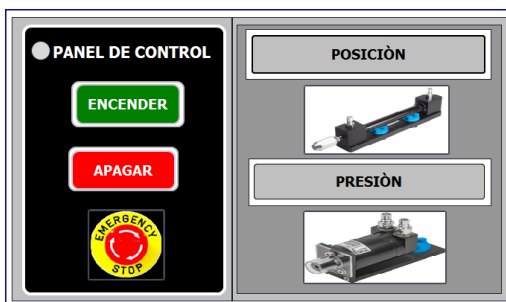 PANEL DE CONTROL
ENCENDER
APAGAR
EMERGENCY
STOP
POSICIÒN
PRESIÒN